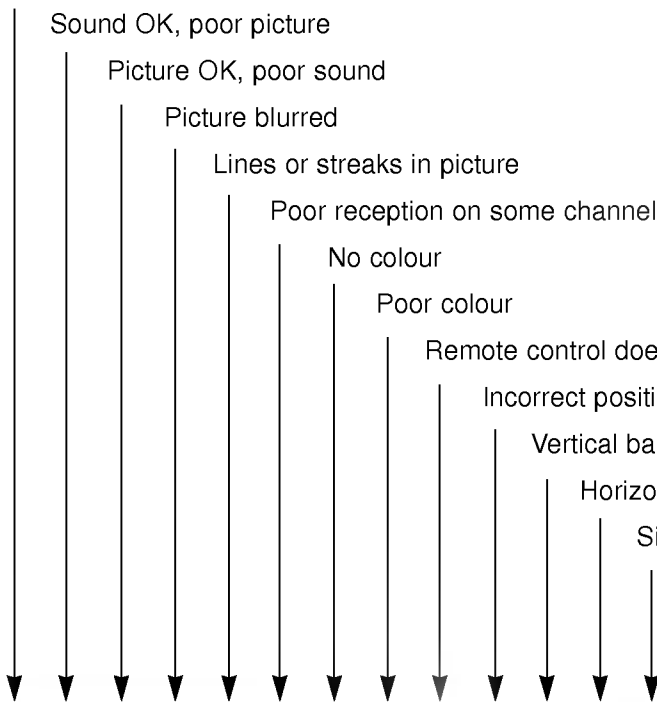 Sound OK, poor picture
Picture OK, poor sound
Picture blurred
Lines or streaks in picture
Poor reception on some channel
No colour
Poor colour
Remote control doe
Incorrect positi
Vertical ba
Horizo
Si